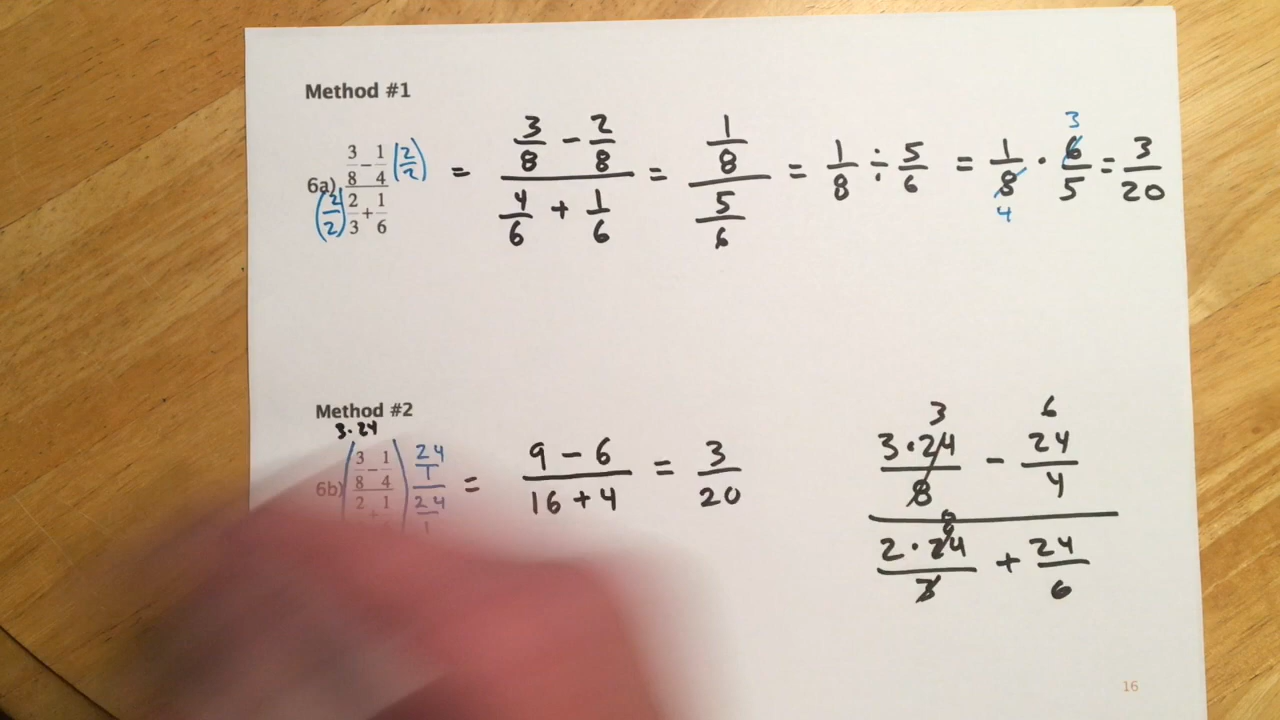 Method #1
6a) (3/8 − 1/4 (2/2)) / ((2/2) 2/3 + 1/6) = (3/8 − 2/8) / (4/6 + 1/6) = (1/8) / (5/6) = 1/8 ÷ 5/6 = 1/8 4 · 3 6/5 = 3/20
Method #2
3·24
6b) (3/8 − 1/4) / (2 + 1 24/1 / 24/1 = (9 − 6) / (16 + 4) = 3/20
3 6
(3·24/8 − 24/4) / (2·24/3 + 24/6)
16